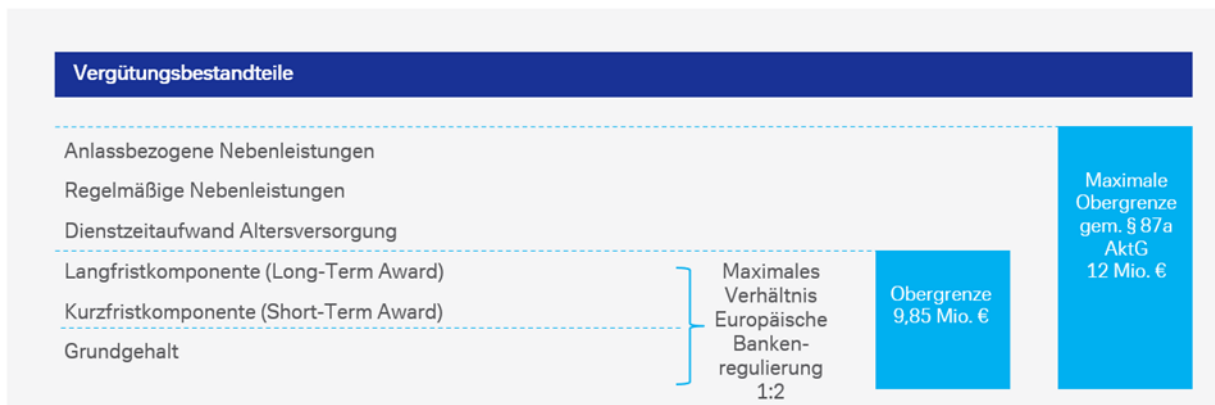 Vergütungsbestandteile
Anlassbezogene Nebenleistungen
Regelmäßige Nebenleistungen
Dienstzeitaufwand Altersversorgung
Langfristkomponente (Long-Term Award)
Kurzfristkomponente (Short-Term Award)
Grundgehalt
Maximales
Verhältnis
Europäische
Banken-
regulierung
1:2
Obergrenze
9,85 Mio. €
Maximale
Obergrenze
gem. § 87a
AktG
12 Mio. €